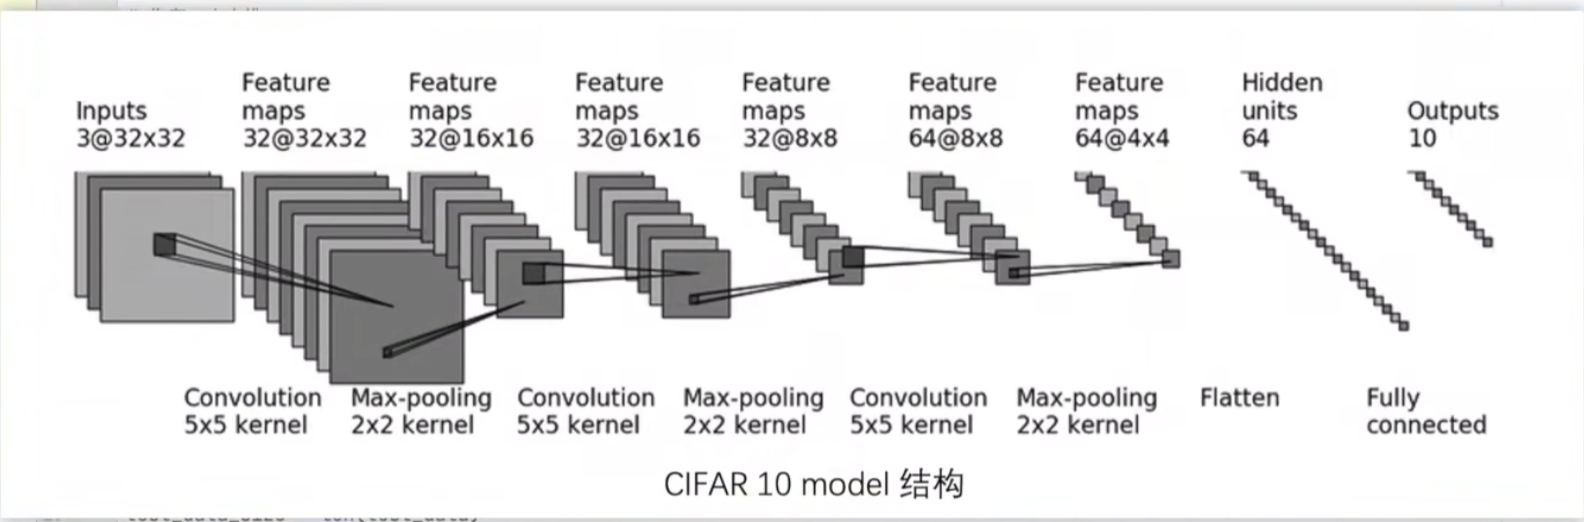 Inputs
3@32x32
Feature
maps
32@32x32
Feature
maps
32@16x16
Feature
maps
32@16x16
Feature
maps
32@8x8
Feature
maps
64@8x8
Feature
maps
64@4x4
Hidden
units
64
Outputs
10
Convolution
5x5 kernel
Max-pooling
2x2 kernel
Convolution
5x5 kernel
Max-pooling
2x2 kernel
Convolution
5x5 kernel
Max-pooling
2x2 kernel
Flatten
Fully
connected
CIFAR 10 model 结构